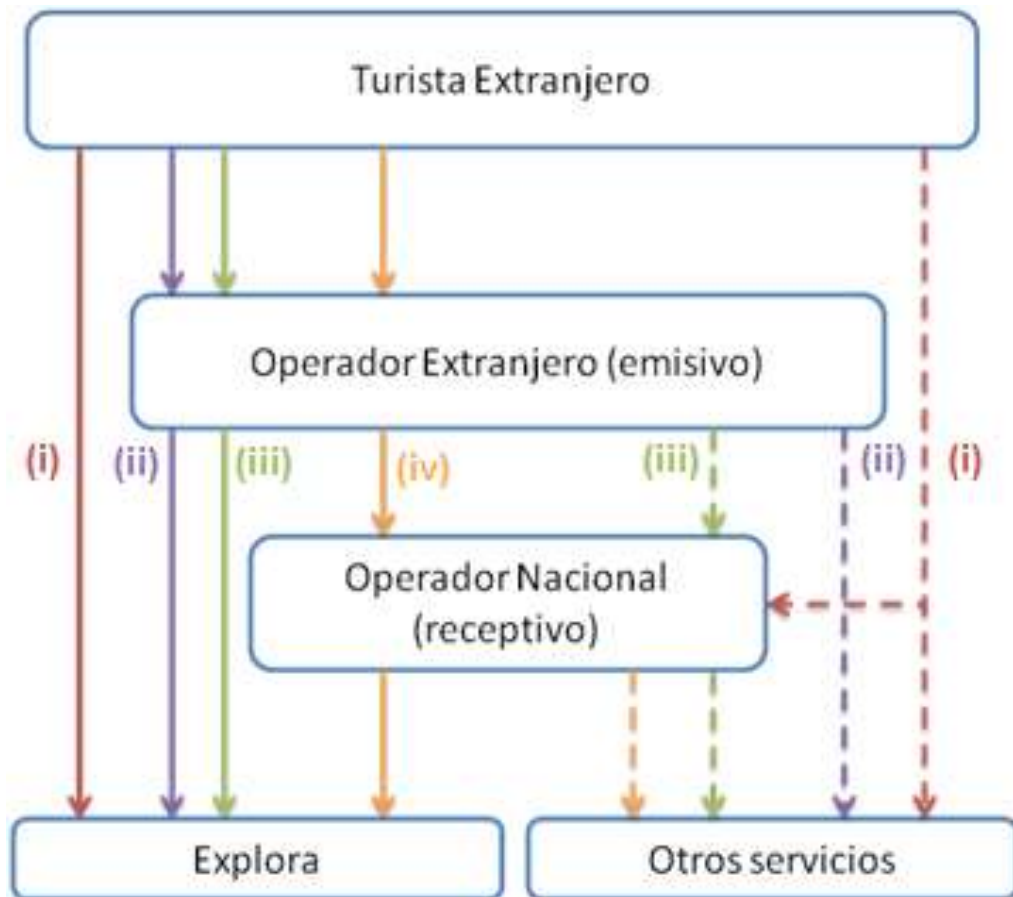 Turista Extranjero
Operador Extranjero (emisivo)
(i)
(ii)
(iii)
(iv)
(iii)
(ii)
(i)
Operador Nacional
(receptivo)
Explora
Otros servicios